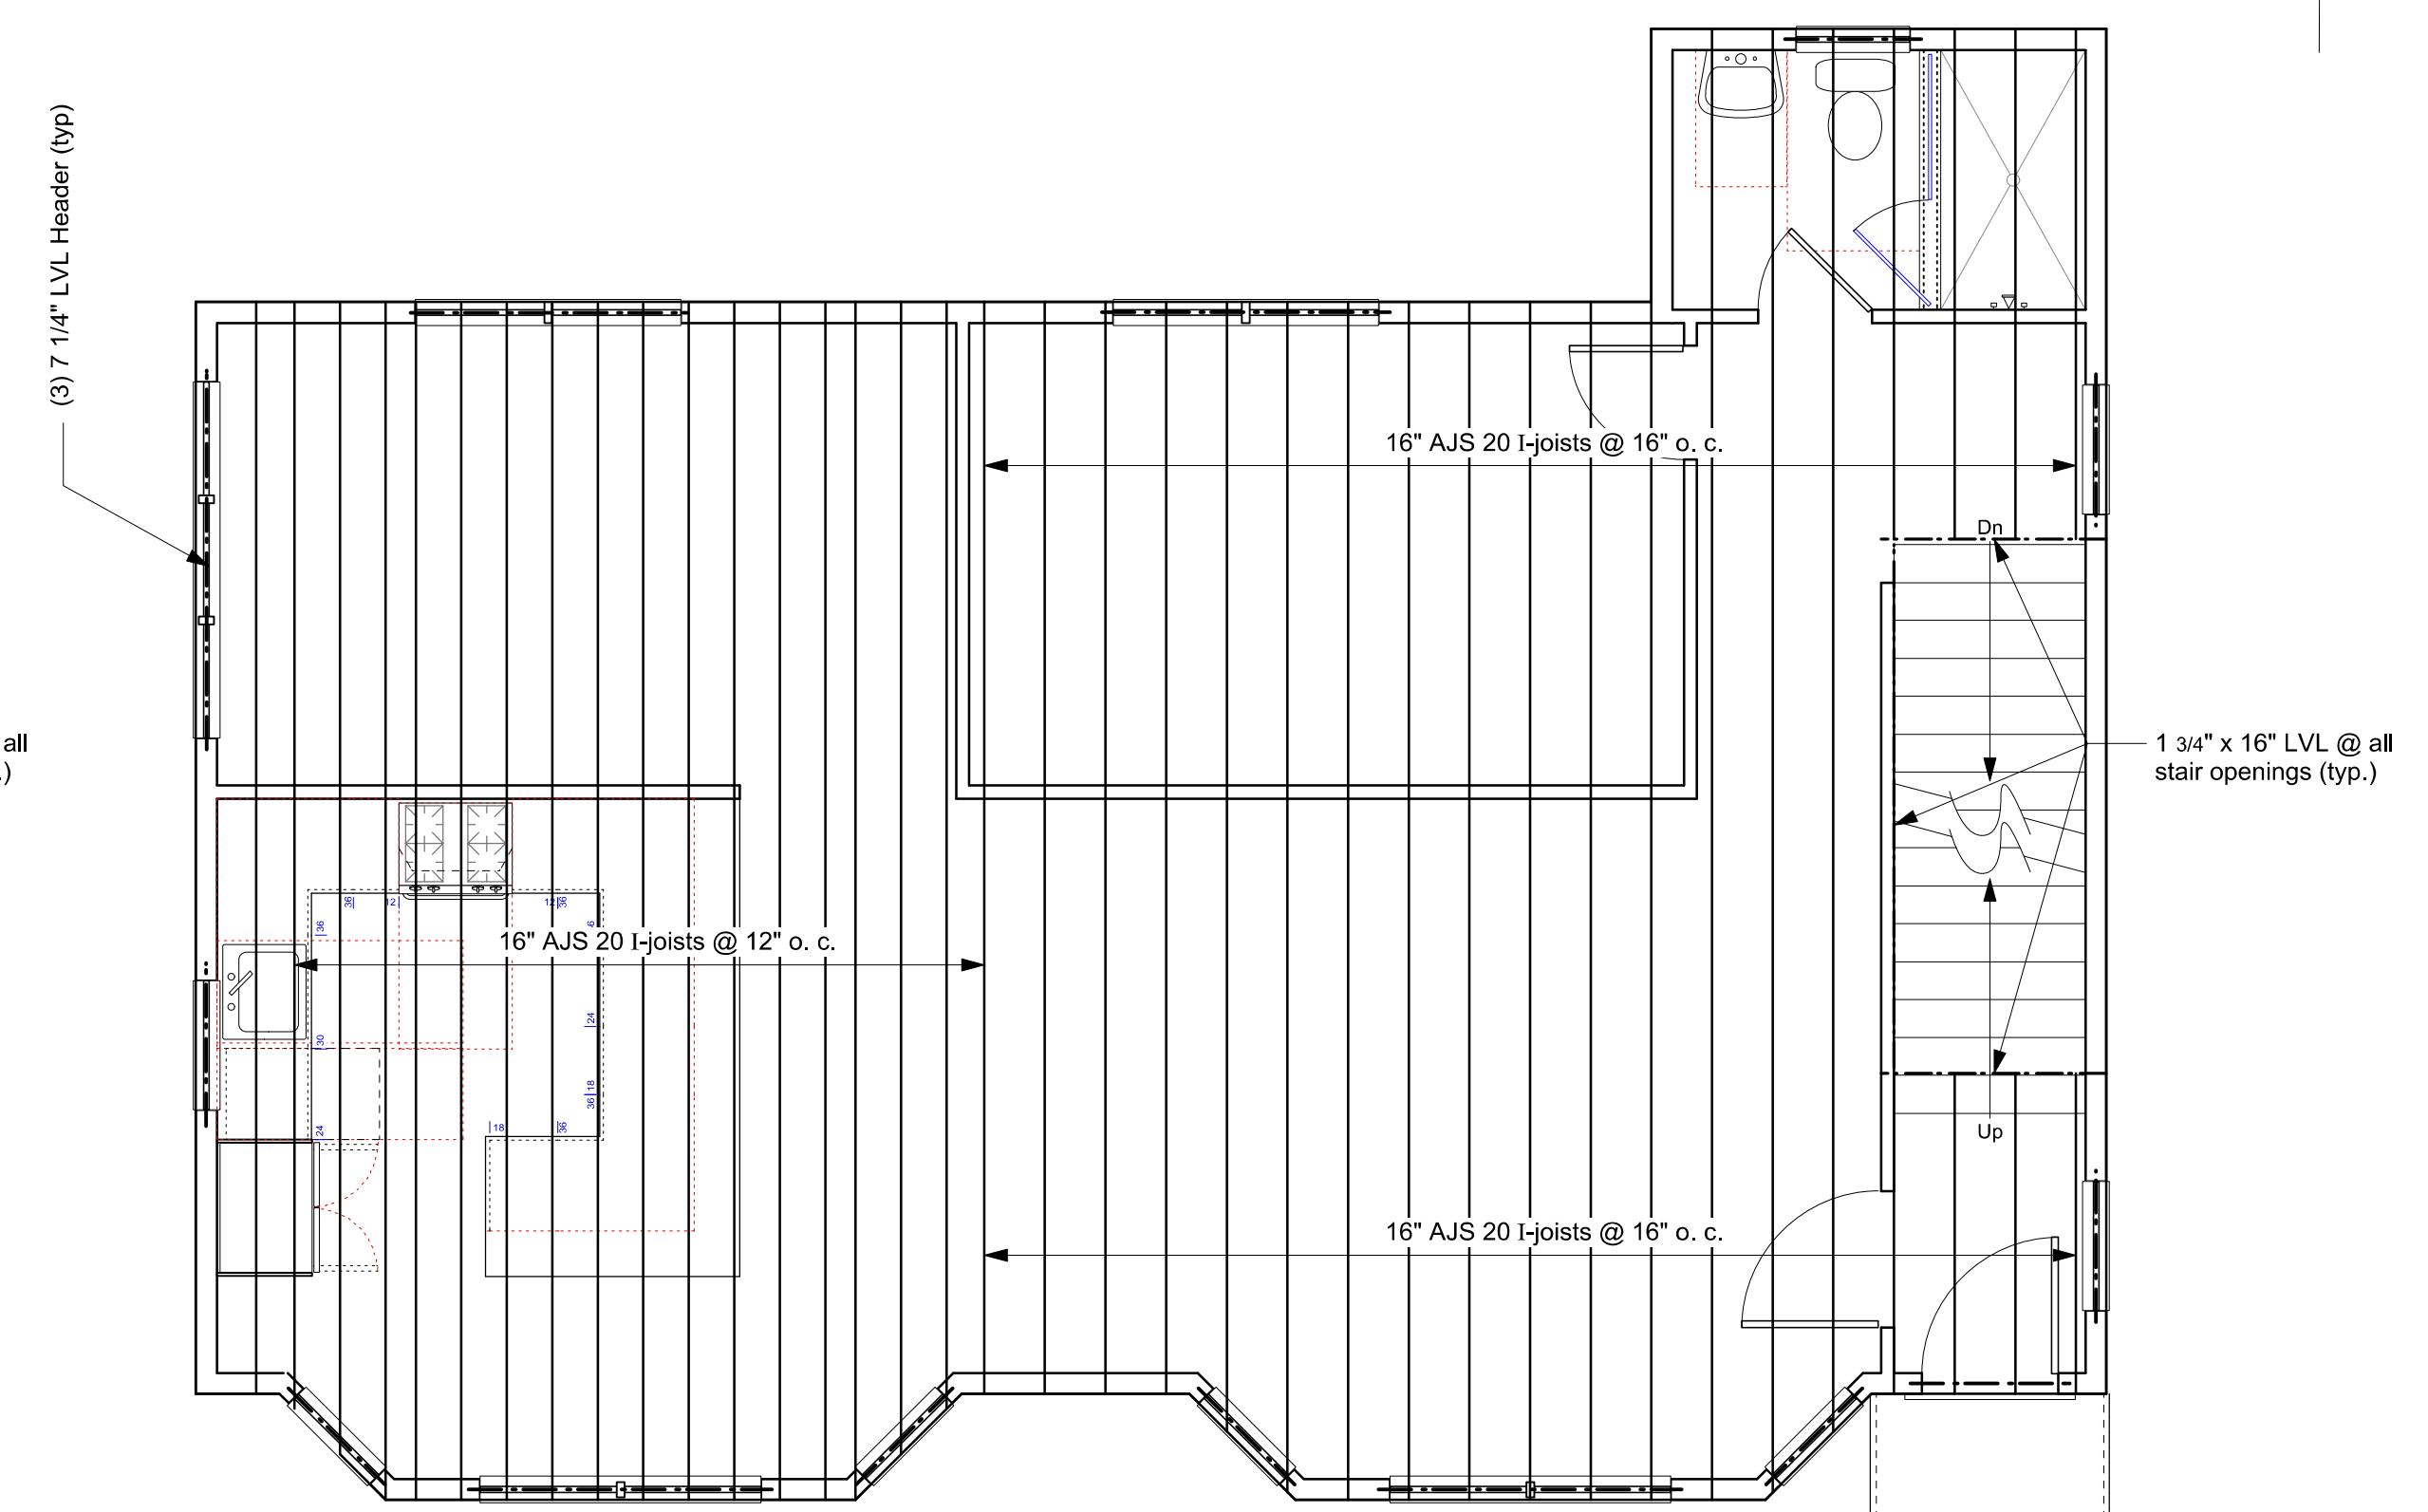 (3) 7 1/4" LVL Header (typ)
16" AJS 20 I-joists @ 16" o. c.
Dn
all
.)
1 3/4" x 16" LVL @ all
stair openings (typ.)
36
12
12
36
36
6
16" AJS 20 I-joists @ 12" o. c.
24
30
18
36
18
36
24
Up
16" AJS 20 I-joists @ 16" o. c.